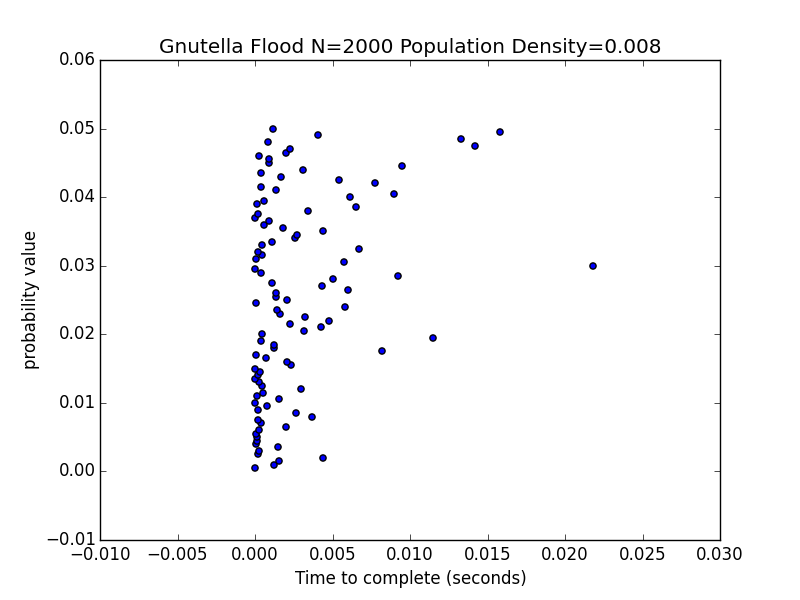 Gnutella Flood N=2000 Population Density=0.008
0.06
0.05
0.04
0.03
0.02
0.01
0.00
−0.01
probability value
−0.010 −0.005 0.000 0.005 0.010 0.015 0.020 0.025 0.030
Time to complete (seconds)